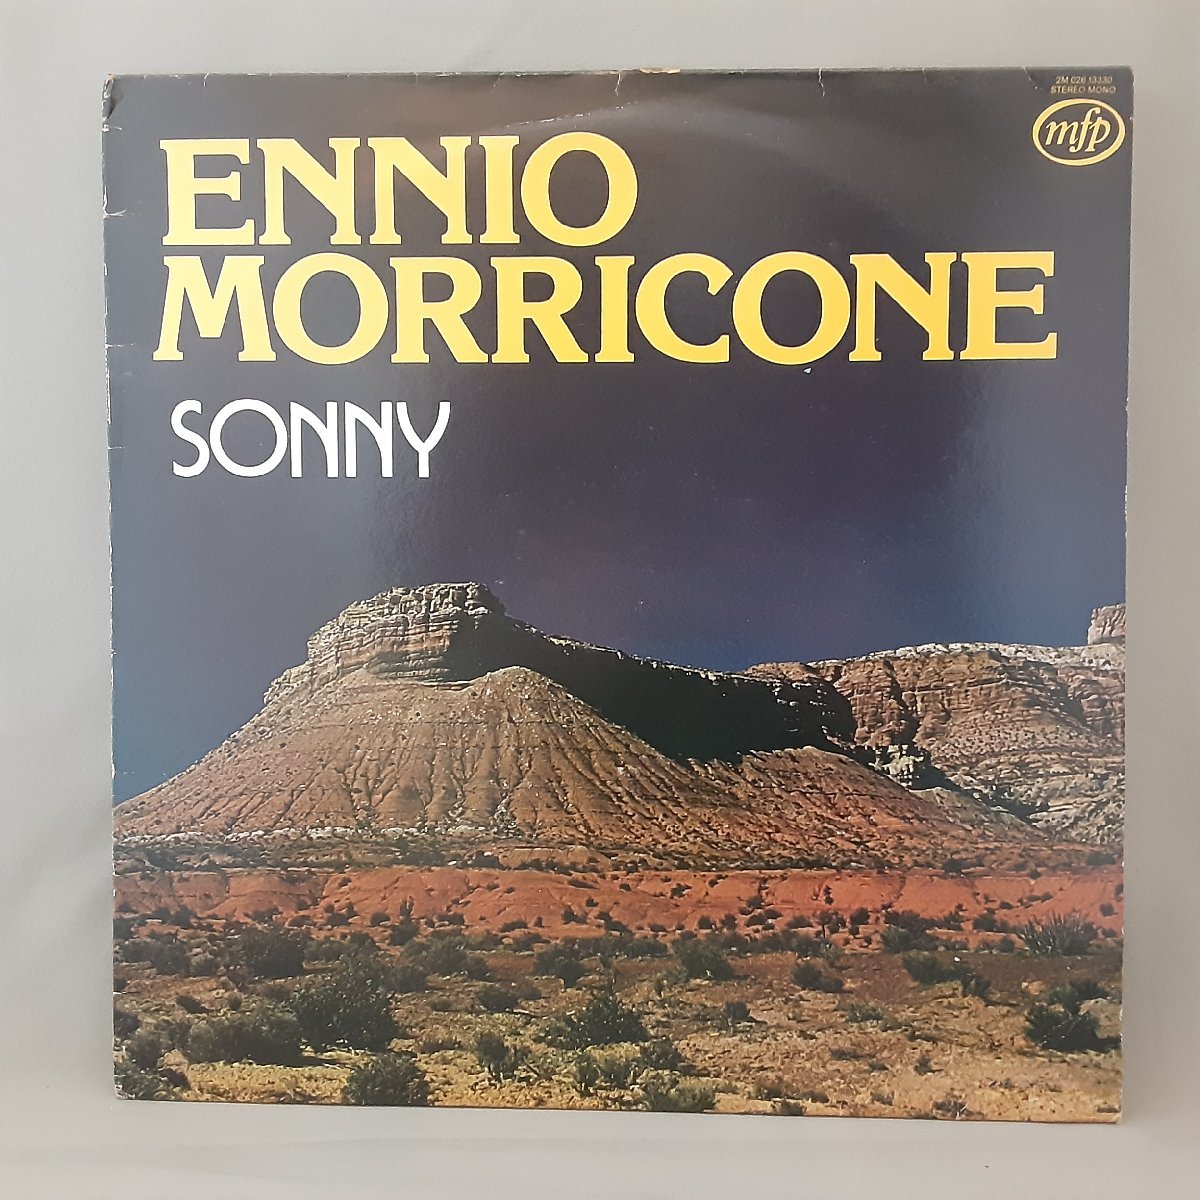 2M 026 13330
STEREO MONO
mfp
ENNIO
MORRICONE
SONNY